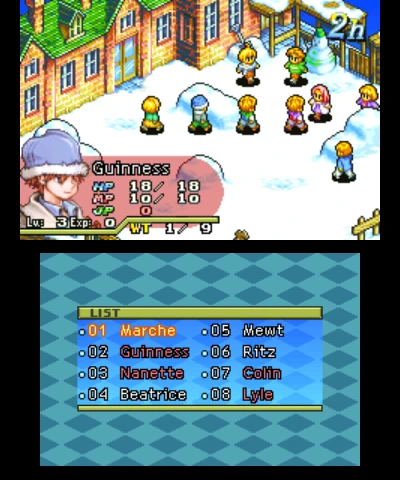 2h
Guinness
HP 18/ 18
MP 10/ 10
JP 0
Lv: 3 Exp: 0
WT 1/ 9
LIST
•01 Marche •05 Mewt
•02 Guinness •06 Ritz
•03 Nanette •07 Colin
•04 Beatrice •08 Lyle